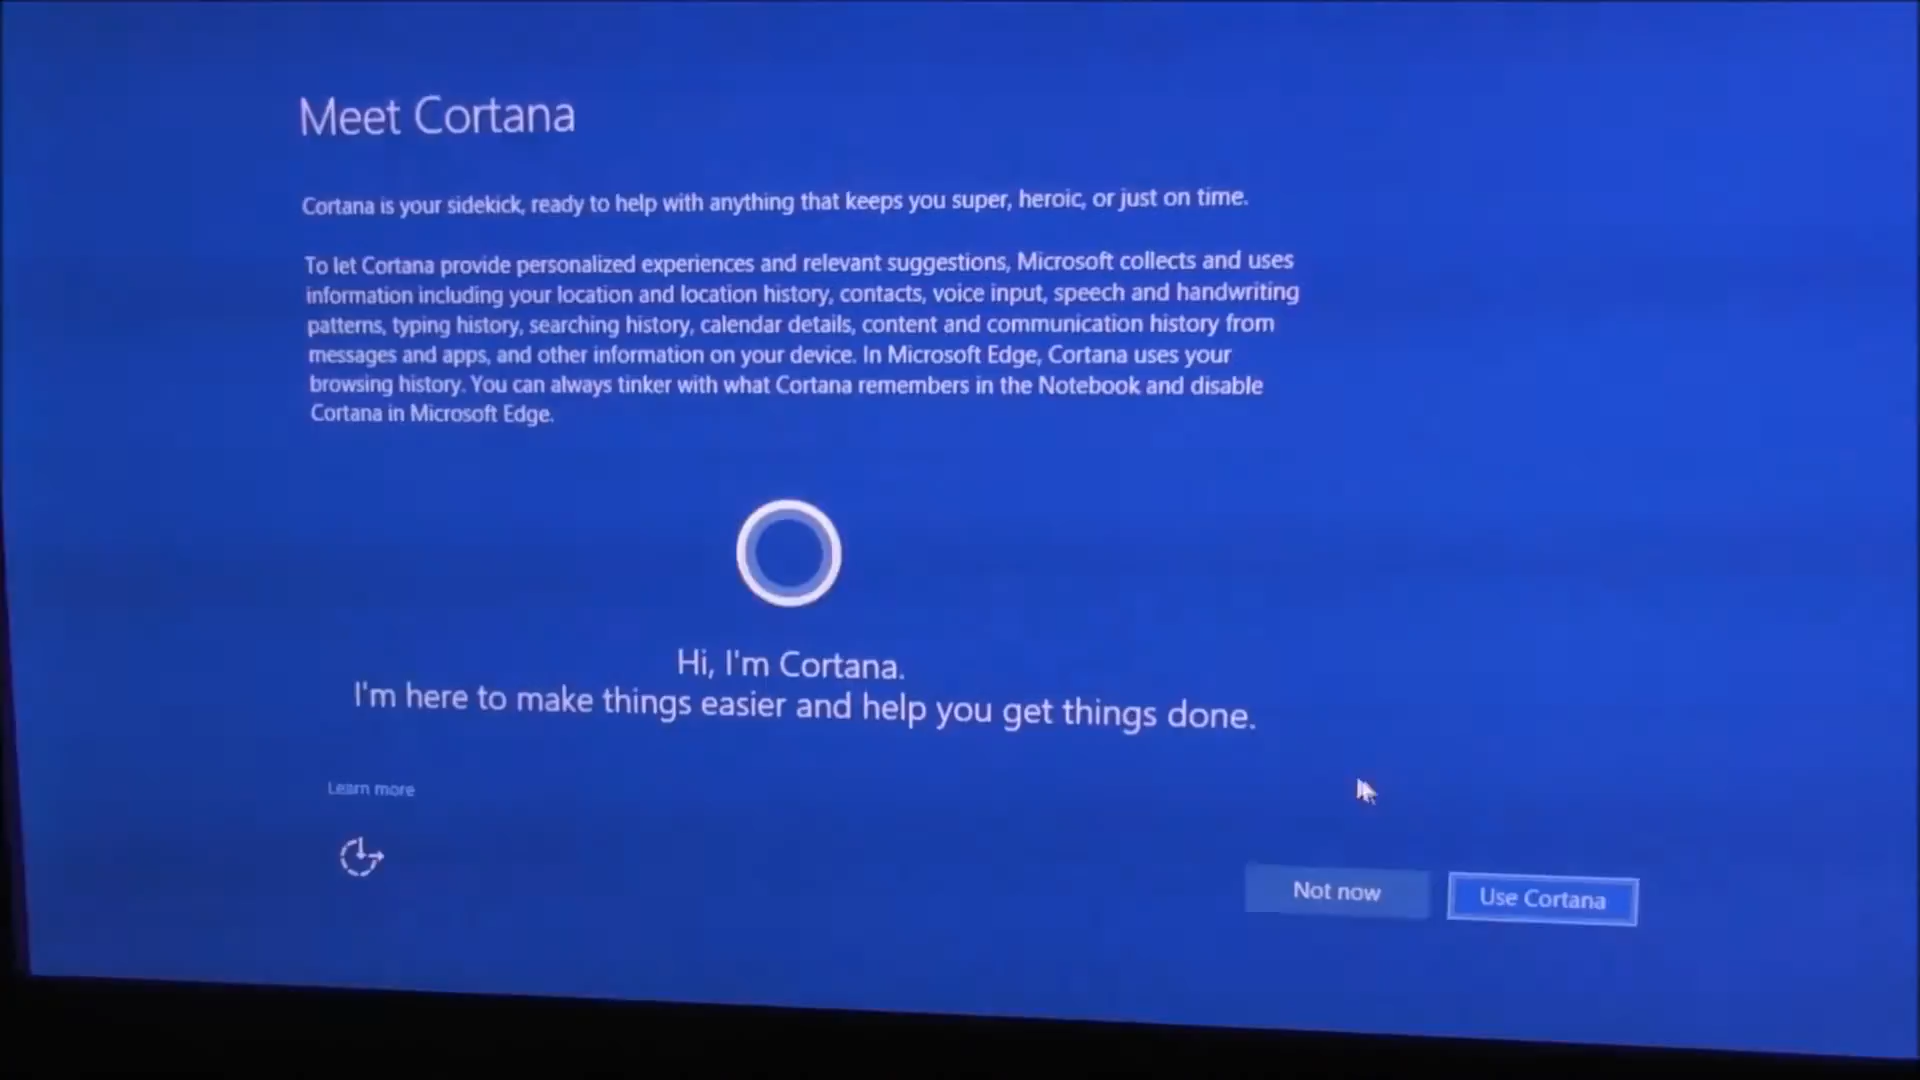 Meet Cortana
Cortana is your sidekick, ready to help with anything that keeps you super, heroic, or just on time.
To let Cortana provide personalized experiences and relevant suggestions, Microsoft collects and uses
information including your location and location history, contacts, voice input, speech and handwriting
patterns, typing history, searching history, calendar details, content and communication history from
messages and apps, and other information on your device. In Microsoft Edge, Cortana uses your
browsing history. You can always tinker with what Cortana remembers in the Notebook and disable
Cortana in Microsoft Edge.
Hi, I'm Cortana.
I'm here to make things easier and help you get things done.
Learn more
Not now
Use Cortana